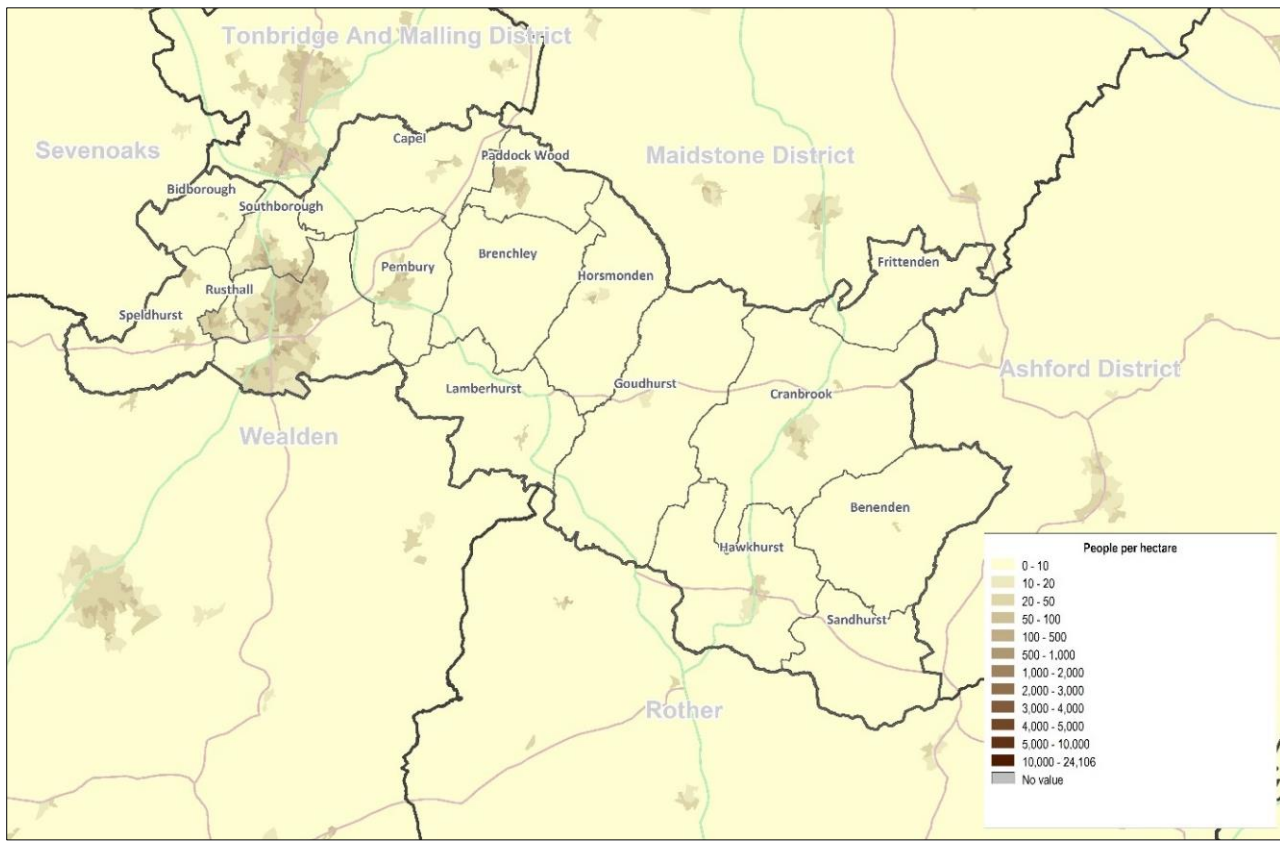 Tonbridge And Malling District
Sevenoaks
Capel
Paddock Wood
Maidstone District
Bidborough
Southborough
Frittenden
Brenchley
Pembury
Horsmonden
Rusthall
Speldhurst
Ashford District
Lamberhurst
Goudhurst
Cranbrook
Wealden
Benenden
Hawkhurst
Sandhurst
Rother
People per hectare
0 - 10
10 - 20
20 - 50
50 - 100
100 - 500
500 - 1,000
1,000 - 2,000
2,000 - 3,000
3,000 - 4,000
4,000 - 5,000
5,000 - 10,000
10,000 - 24,106
No value